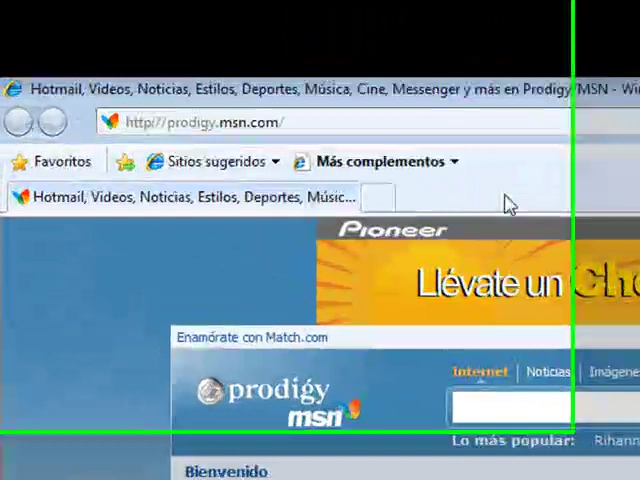 Hotmail, Videos, Noticias, Estilos, Deportes, Música, Cine, Messenger y más en Prodigy/MSN - Wi
http://prodigy.msn.com/
Favoritos Sitios sugeridos Más complementos
Hotmail, Videos, Noticias, Estilos, Deportes, Músic...
Pioneer
Llévate un Cho
Enamórate con Match.com
Internet Noticias Imágene
prodigy
msn
Lo más popular: Rihann
Bienvenido